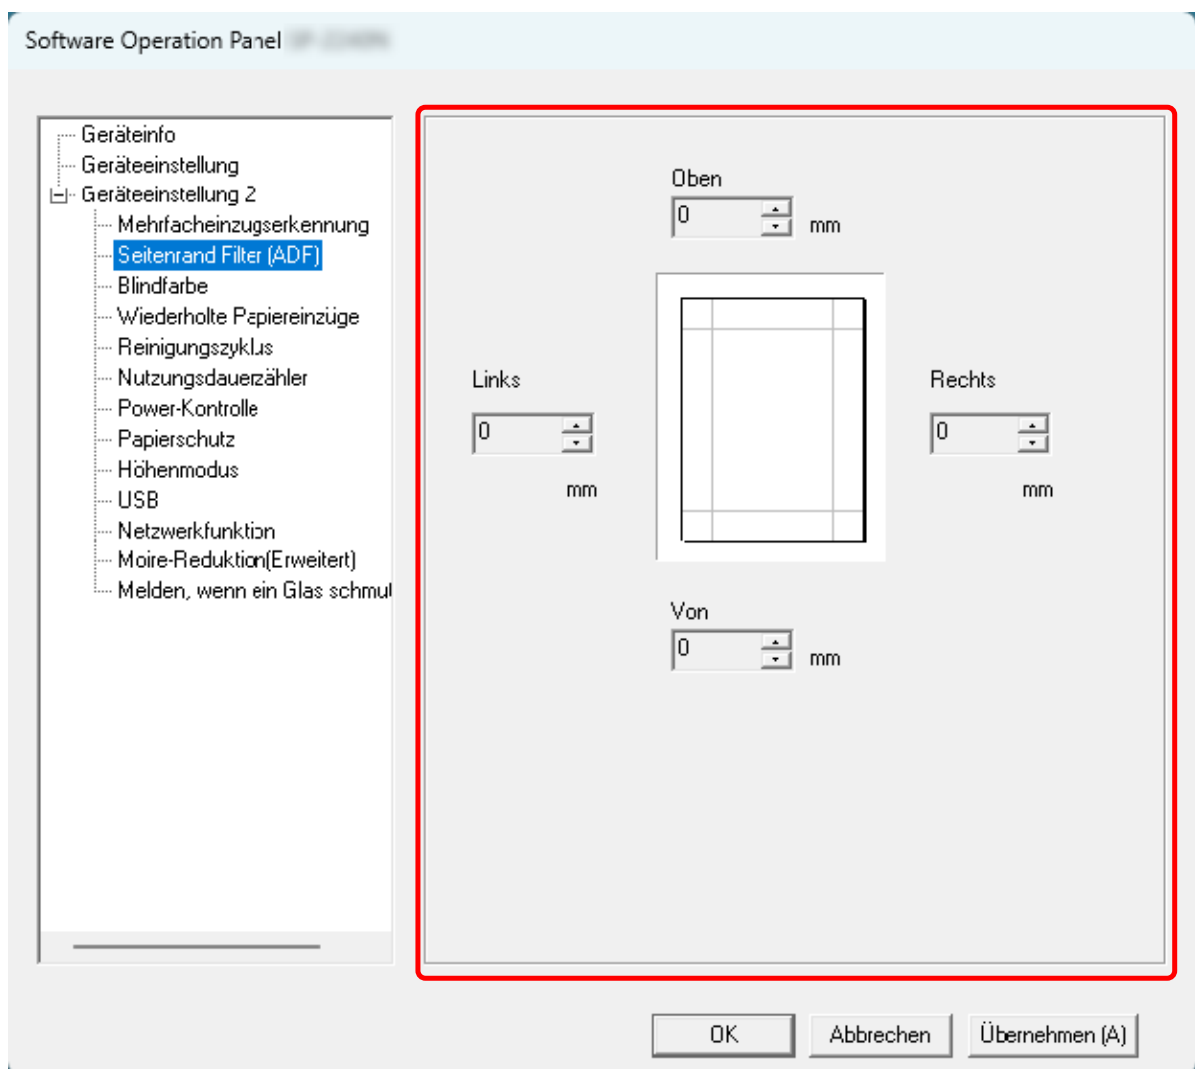 Software Operation Panel
Geräteinfo
Geräteeinstellung
Geräteeinstellung 2
Mehrfacheinzugserkennung
Seitenrand Filter (ADF)
Blindfarbe
Wiederholte Papiereinzüge
Reinigungszyklus
Nutzungsdauerzähler
Power-Kontrolle
Papierschutz
Höhenmodus
USB
Netzwerkfunktion
Moire-Reduktion(Erweitert)
Melden, wenn ein Glas schmu
Oben
0 mm
Links
0
mm
Rechts
0
mm
Von
0 mm
OK
Abbrechen
Übernehmen (A)